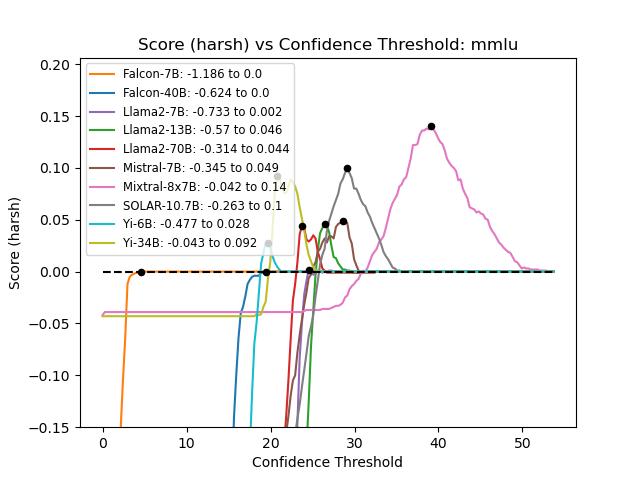 Score (harsh) vs Confidence Threshold: mmlu
0.20
0.15
0.10
0.05
0.00
−0.05
−0.10
−0.15
Score (harsh)
Falcon-7B: -1.186 to 0.0
Falcon-40B: -0.624 to 0.0
Llama2-7B: -0.733 to 0.002
Llama2-13B: -0.57 to 0.046
Llama2-70B: -0.314 to 0.044
Mistral-7B: -0.345 to 0.049
Mixtral-8x7B: -0.042 to 0.14
SOLAR-10.7B: -0.263 to 0.1
Yi-6B: -0.477 to 0.028
Yi-34B: -0.043 to 0.092
0 10 20 30 40 50
Confidence Threshold